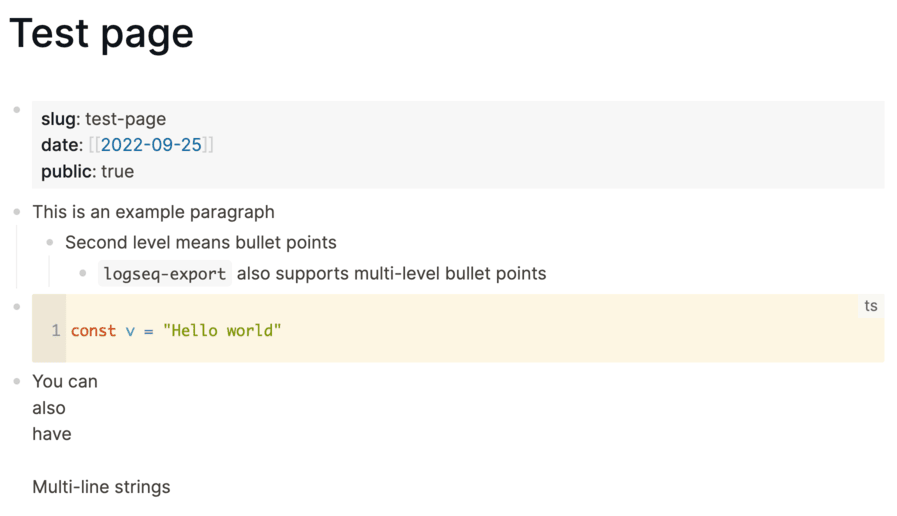 Test page
slug: test-page
date: [[2022-09-25]]
public: true
This is an example paragraph
Second level means bullet points
logseq-export also supports multi-level bullet points
ts
1 const v = "Hello world"
You can
also
have
Multi-line strings